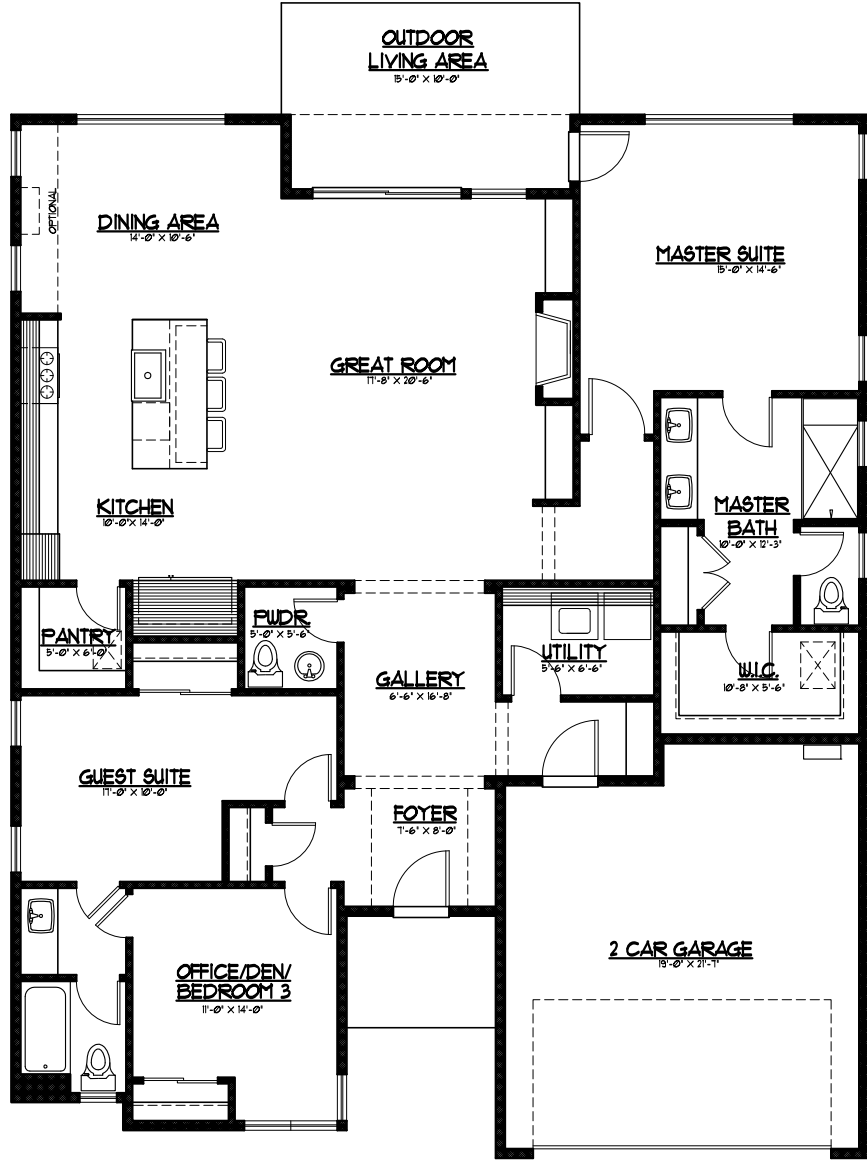 OUTDOOR
LIVING AREA
15'-0" X 10'-0"
OPTIONAL
DINING AREA
14'-0" X 10'-6"
MASTER SUITE
15'-0" X 14'-6"
GREAT ROOM
17'-8" X 20'-6"
KITCHEN
10'-0" X 14'-0"
MASTER
BATH
10'-0" X 12'-3"
PWDR.
5'-0" X 5'-6"
PANTRY
5'-0" X 6'-0"
UTILITY
5'-6" X 6'-6"
W.I.C.
10'-8" X 5'-6"
GALLERY
6'-6" X 16'-8"
GUEST SUITE
17'-0" X 10'-0"
FOYER
7'-6" X 8'-0"
2 CAR GARAGE
19'-0" X 21'-7"
OFFICE/DEN/
BEDROOM 3
11'-0" X 14'-0"